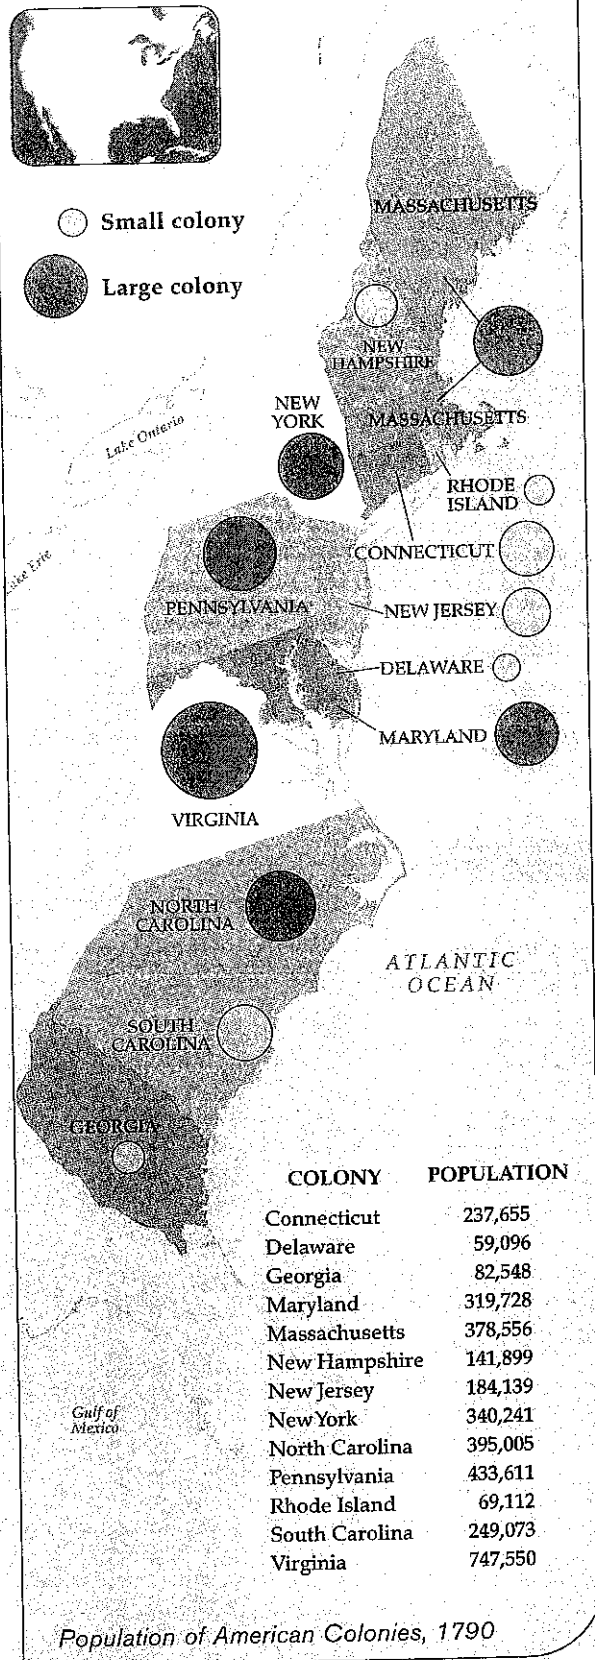 Small colony
Large colony
MASSACHUSETTS
NEW
HAMPSHIRE
NEW
YORK
MASSACHUSETTS
Lake Ontario
RHODE
ISLAND
CONNECTICUT
Lake Erie
PENNSYLVANIA
NEW JERSEY
DELAWARE
MARYLAND
VIRGINIA
NORTH
CAROLINA
ATLANTIC
OCEAN
SOUTH
CAROLINA
GEORGIA
COLONY POPULATION
Connecticut 237,655
Delaware 59,096
Georgia 82,548
Maryland 319,728
Massachusetts 378,556
New Hampshire 141,899
New Jersey 184,139
New York 340,241
North Carolina 395,005
Pennsylvania 433,611
Rhode Island 69,112
South Carolina 249,073
Virginia 747,550
Gulf of
Mexico
Population of American Colonies, 1790